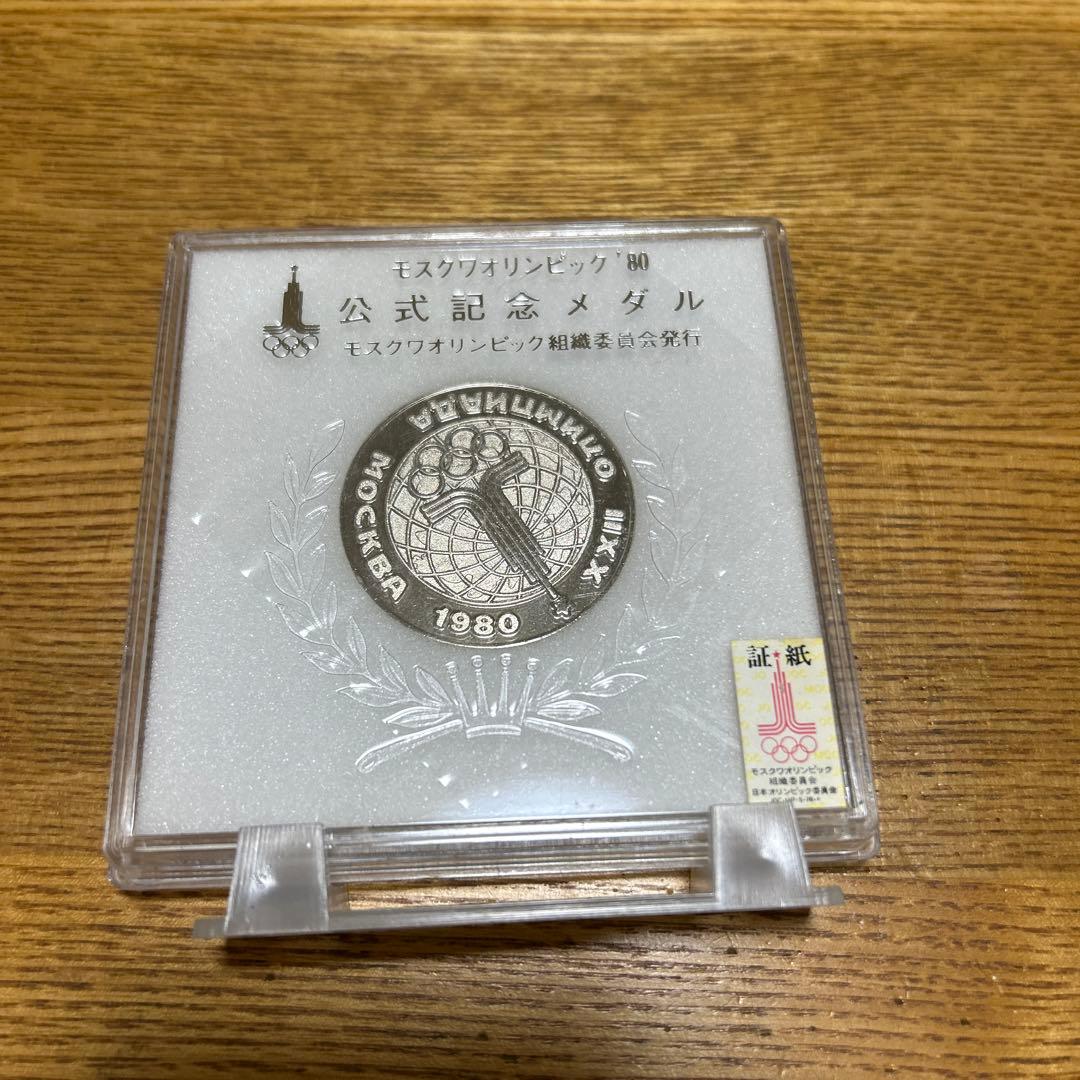 モスクワオリンピック '80
公式記念メダル
モスクワオリンピック組織委員会発行
XXII ОЛИМПИАДА
МОСКВА 1980
証紙
モスクワオリンピック
組織委員会
日本オリンピック委員会